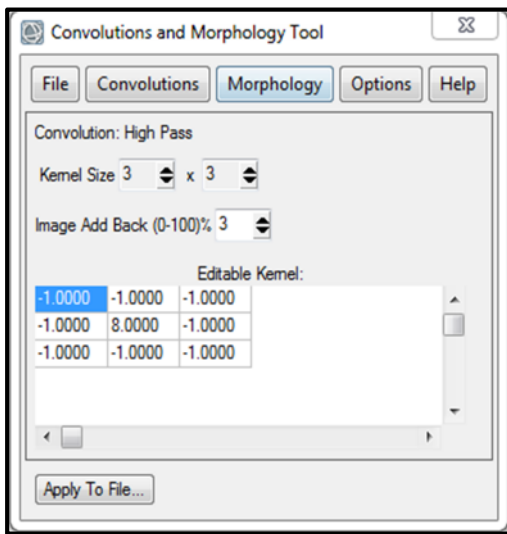 Convolutions and Morphology Tool
File Convolutions Morphology Options Help
Convolution: High Pass
Kernel Size 3 x 3
Image Add Back (0-100)% 3
Editable Kernel:
-1.0000 -1.0000 -1.0000
-1.0000 8.0000 -1.0000
-1.0000 -1.0000 -1.0000
Apply To File...